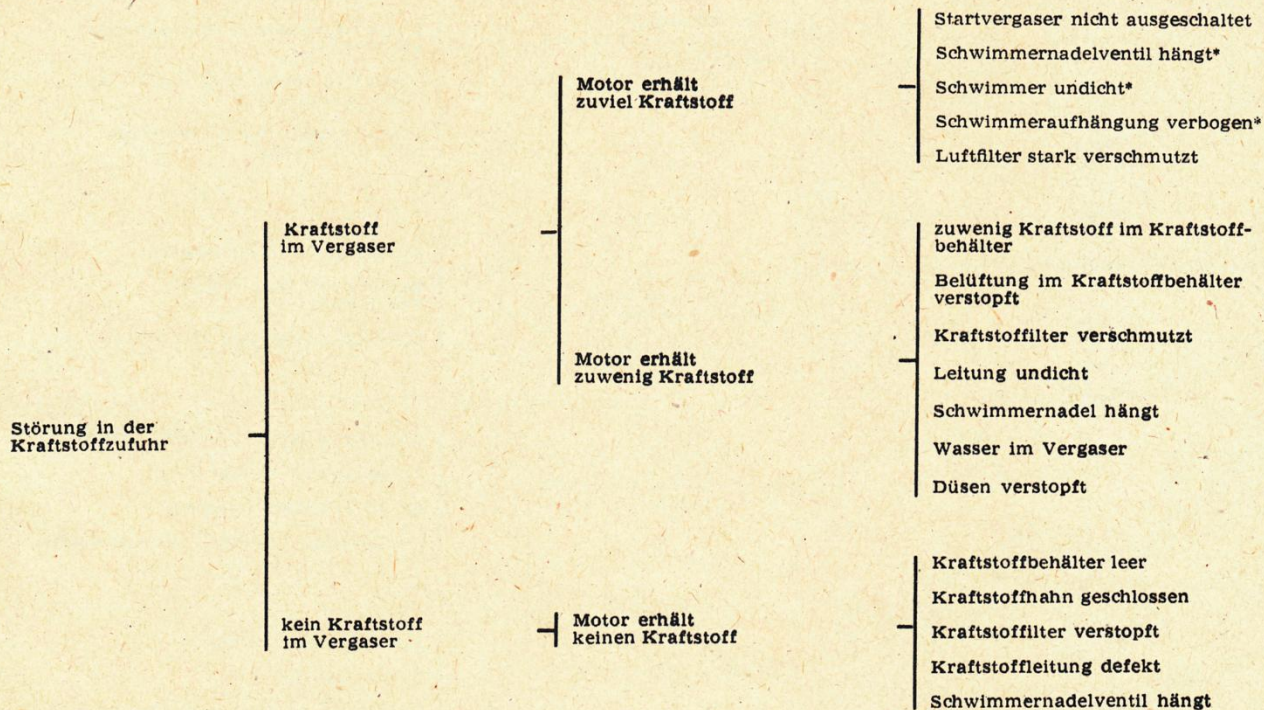 Störung in der
Kraftstoffzufuhr
Kraftstoff
im Vergaser
Motor erhält
zuviel Kraftstoff
Startvergaser nicht ausgeschaltet
Schwimmernadelventil hängt*
Schwimmer undicht*
Schwimmeraufhängung verbogen*
Luftfilter stark verschmutzt
Motor erhält
zuwenig Kraftstoff
zuwenig Kraftstoff im Kraftstoff-
behälter
Belüftung im Kraftstoffbehälter
verstopft
Kraftstoffilter verschmutzt
Leitung undicht
Schwimmernadel hängt
Wasser im Vergaser
Düsen verstopft
kein Kraftstoff
im Vergaser
Motor erhält
keinen Kraftstoff
Kraftstoffbehälter leer
Kraftstoffhahn geschlossen
Kraftstoffilter verstopft
Kraftstoffleitung defekt
Schwimmernadelventil hängt